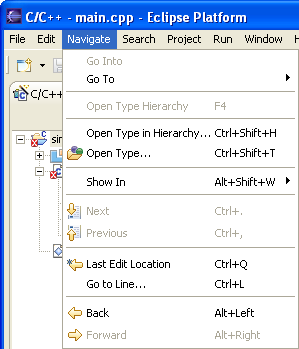 C/C++ - main.cpp - Eclipse Platform
File Edit Navigate Search Project Run Window
C/C++
Go Into
Go To
Open Type Hierarchy F4
Open Type in Hierarchy... Ctrl+Shift+H
Open Type... Ctrl+Shift+T
Show In Alt+Shift+W
Next Ctrl+.
Previous Ctrl+,
Last Edit Location Ctrl+Q
Go to Line... Ctrl+L
Back Alt+Left
Forward Alt+Right